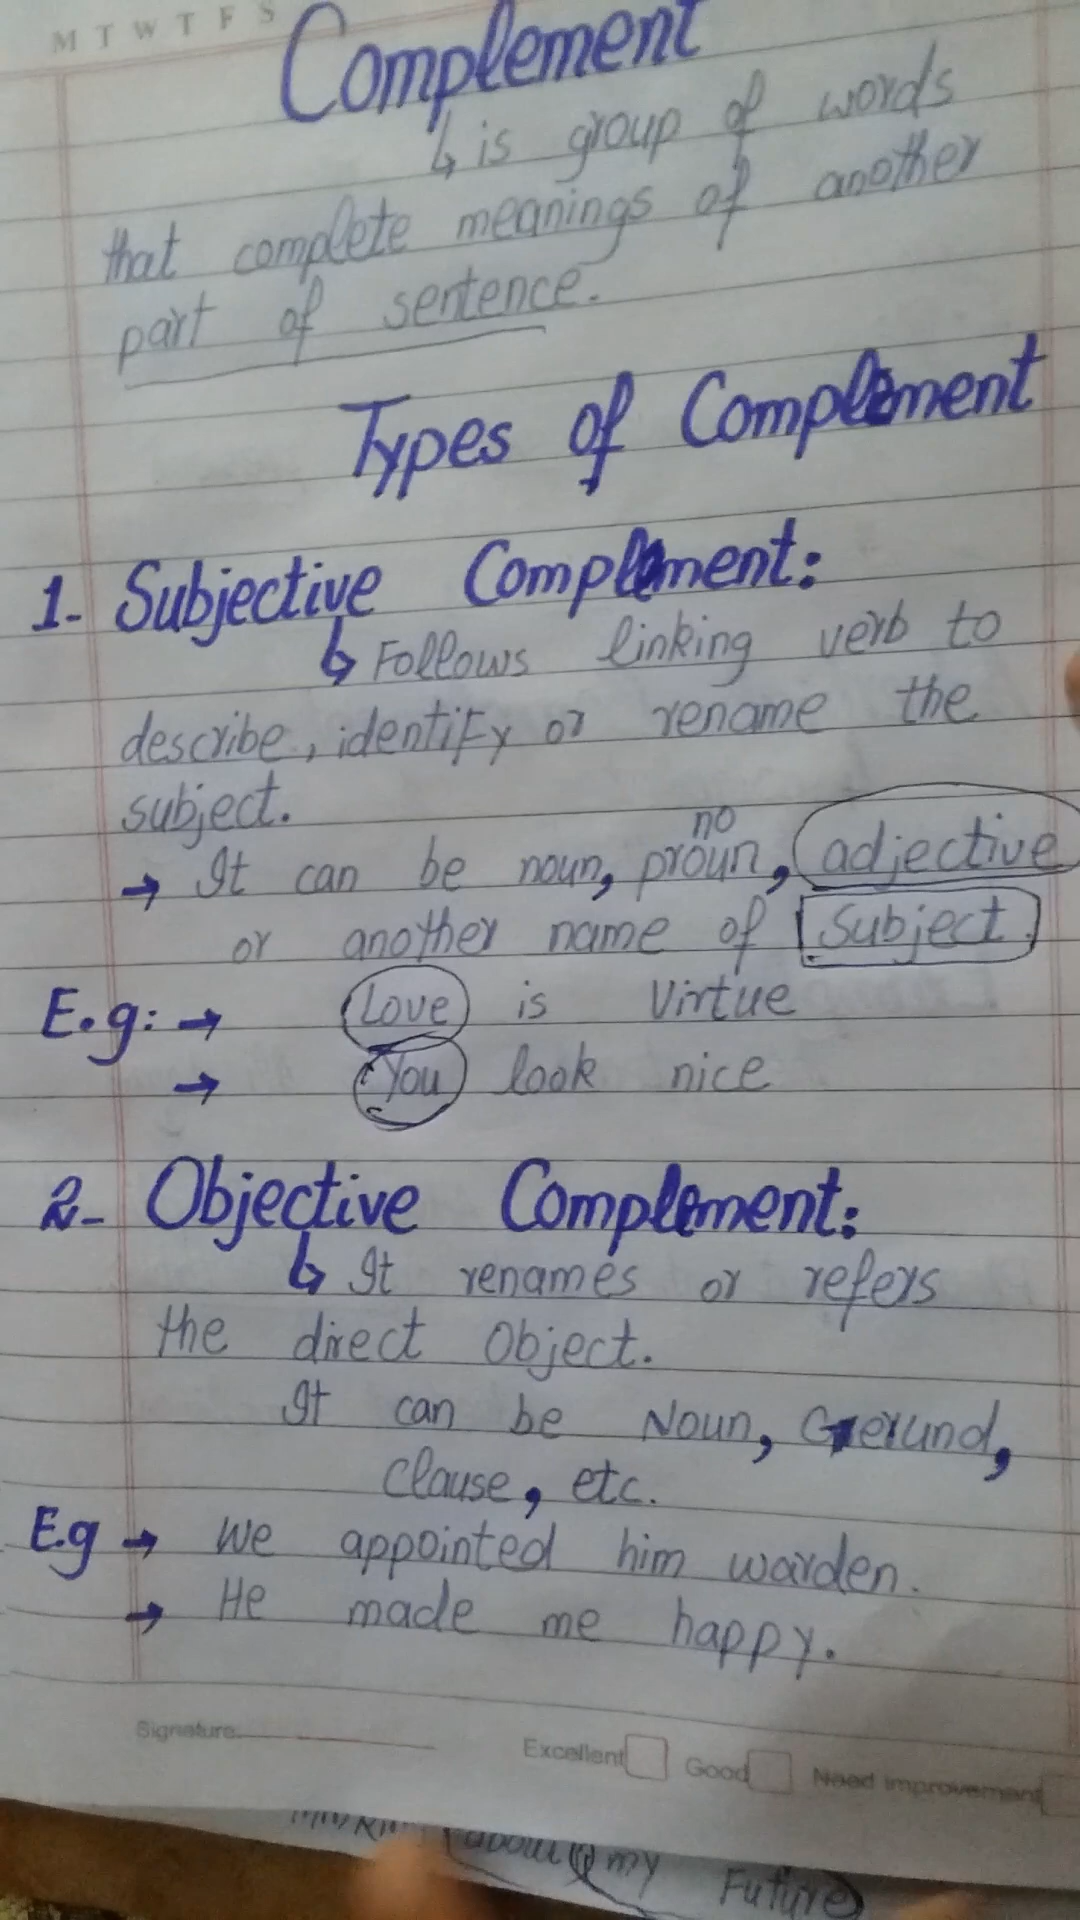 M T W T F S
Complement
↳ is group of words
that complete meanings of another
part of sentence.
Types of Complement
1- Subjective Complement:
↳ Follows linking verb to
describe, identify or rename the
subject.
no
→ It can be noun, proun, adjective
or another name of Subject.
E.g: → Love is Virtue
→ You look nice
2- Objective Complement:
↳ It renames or refers
the direct Object.
It can be Noun, Gerund,
Clause, etc.
E.g → We appointed him warden.
→ He made me happy.
Signature
Excellent Good Need improvement
about my Future